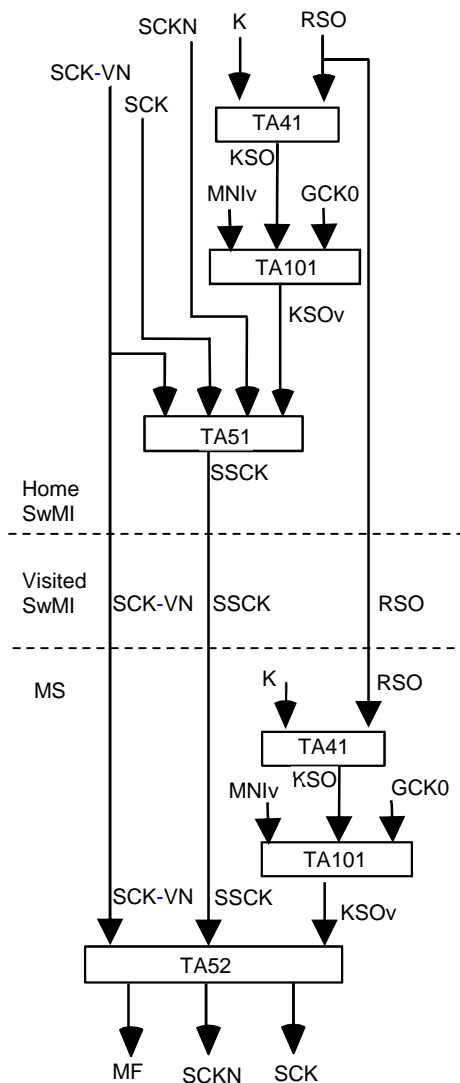 SCKN
K
RSO
SCK-VN
SCK
TA41
KSO
MNIv
GCK0
TA101
KSOv
TA51
SSCK
Home
SwMI
Visited
SwMI
SCK-VN
SSCK
RSO
MS
K
RSO
TA41
KSO
MNIv
GCK0
TA101
SCK-VN
SSCK
KSOv
TA52
MF
SCKN
SCK